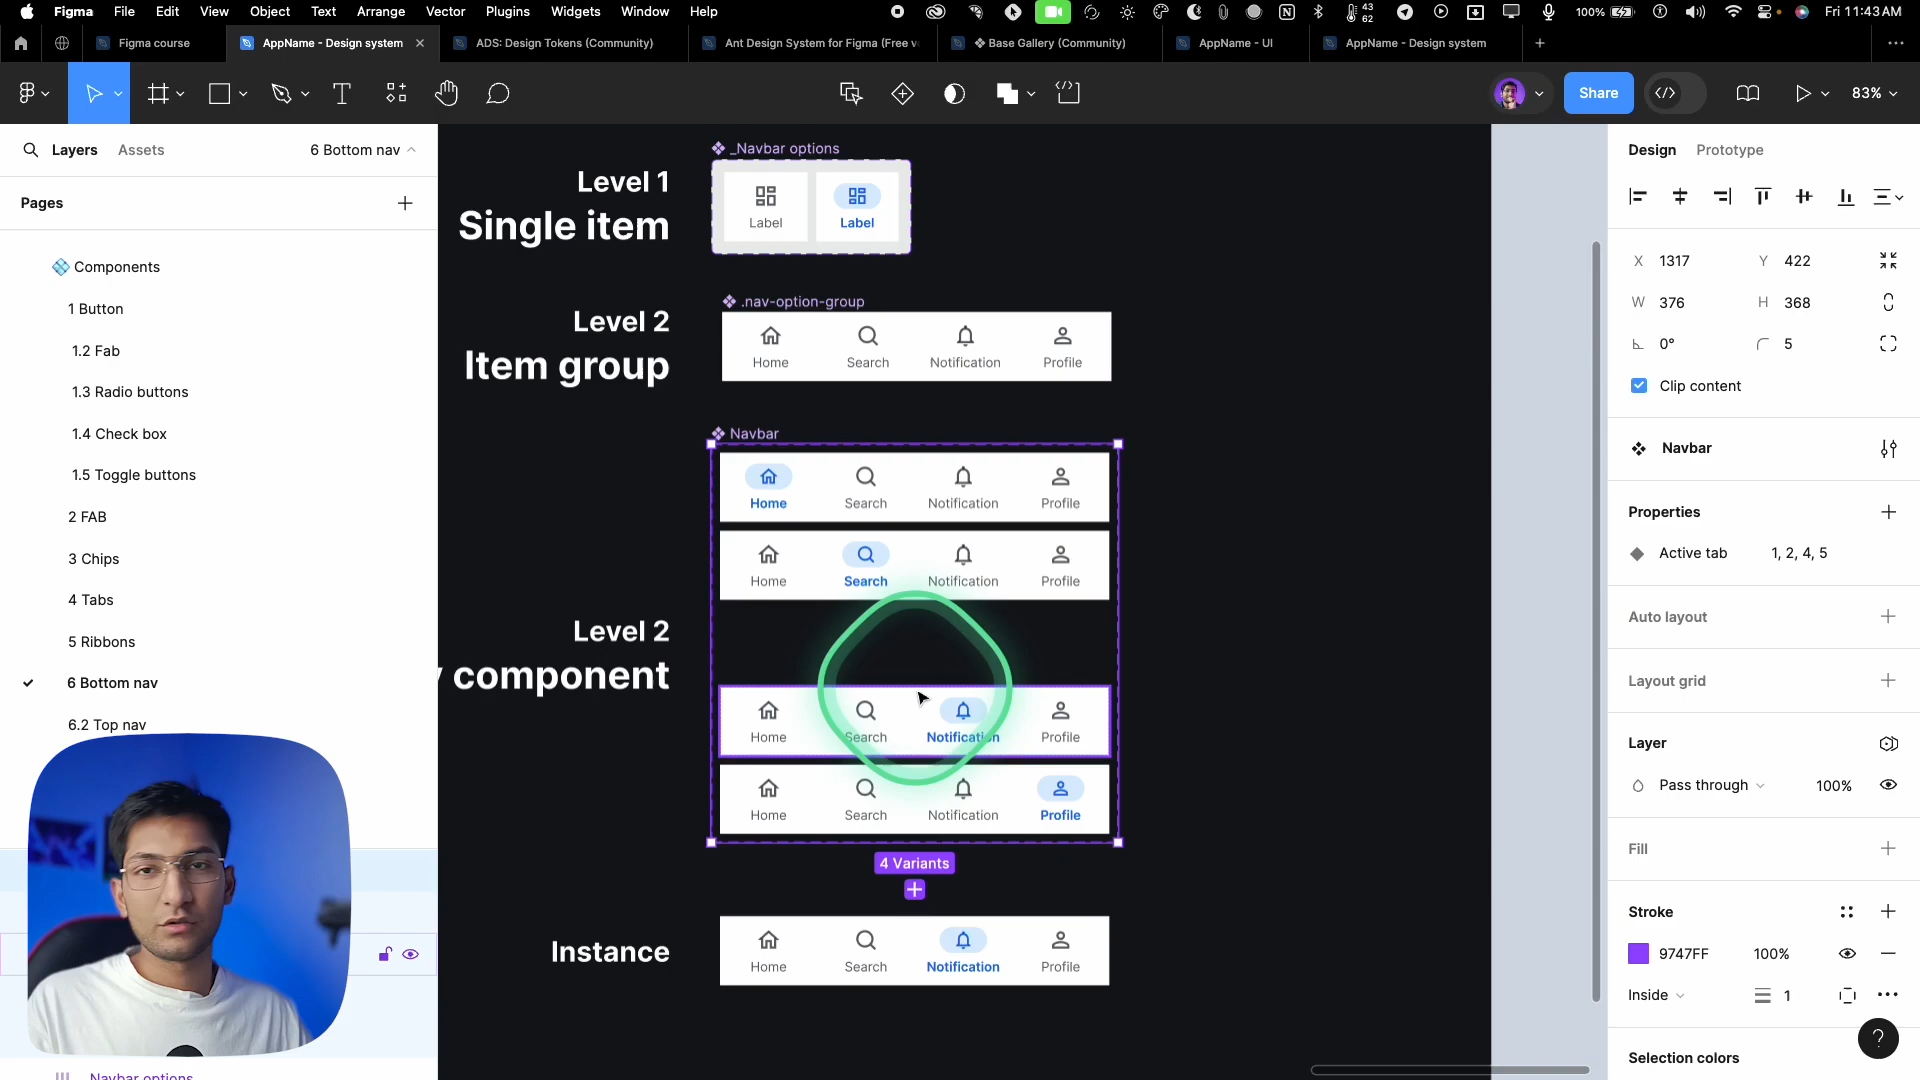 Figma File Edit View Object Text Arrange Vector Plugins Widgets Window Help
43
62
100%
Fri 11:43 AM
Figma course
AppName - Design system
ADS: Design Tokens (Community)
Ant Design System for Figma (Free v
Base Gallery (Community)
AppName - UI
AppName - Design system
Share
83%
Layers Assets
6 Bottom nav
Pages
Components
1 Button
1.2 Fab
1.3 Radio buttons
1.4 Check box
1.5 Toggle buttons
2 FAB
3 Chips
4 Tabs
5 Ribbons
6 Bottom nav
6.2 Top nav
Navbar options
_Navbar options
Level 1
Single item
Label Label
.nav-option-group
Level 2
Item group
Home Search Notification Profile
Navbar
Home Search Notification Profile
Home Search Notification Profile
Level 2
component
Home Search Notification Profile
Home Search Notification Profile
4 Variants
Instance
Home Search Notification Profile
Design Prototype
X 1317 Y 422
W 376 H 368
0° 5
Clip content
Navbar
Properties
Active tab 1, 2, 4, 5
Auto layout
Layout grid
Layer
Pass through 100%
Fill
Stroke
9747FF 100%
Inside 1
?
Selection colors